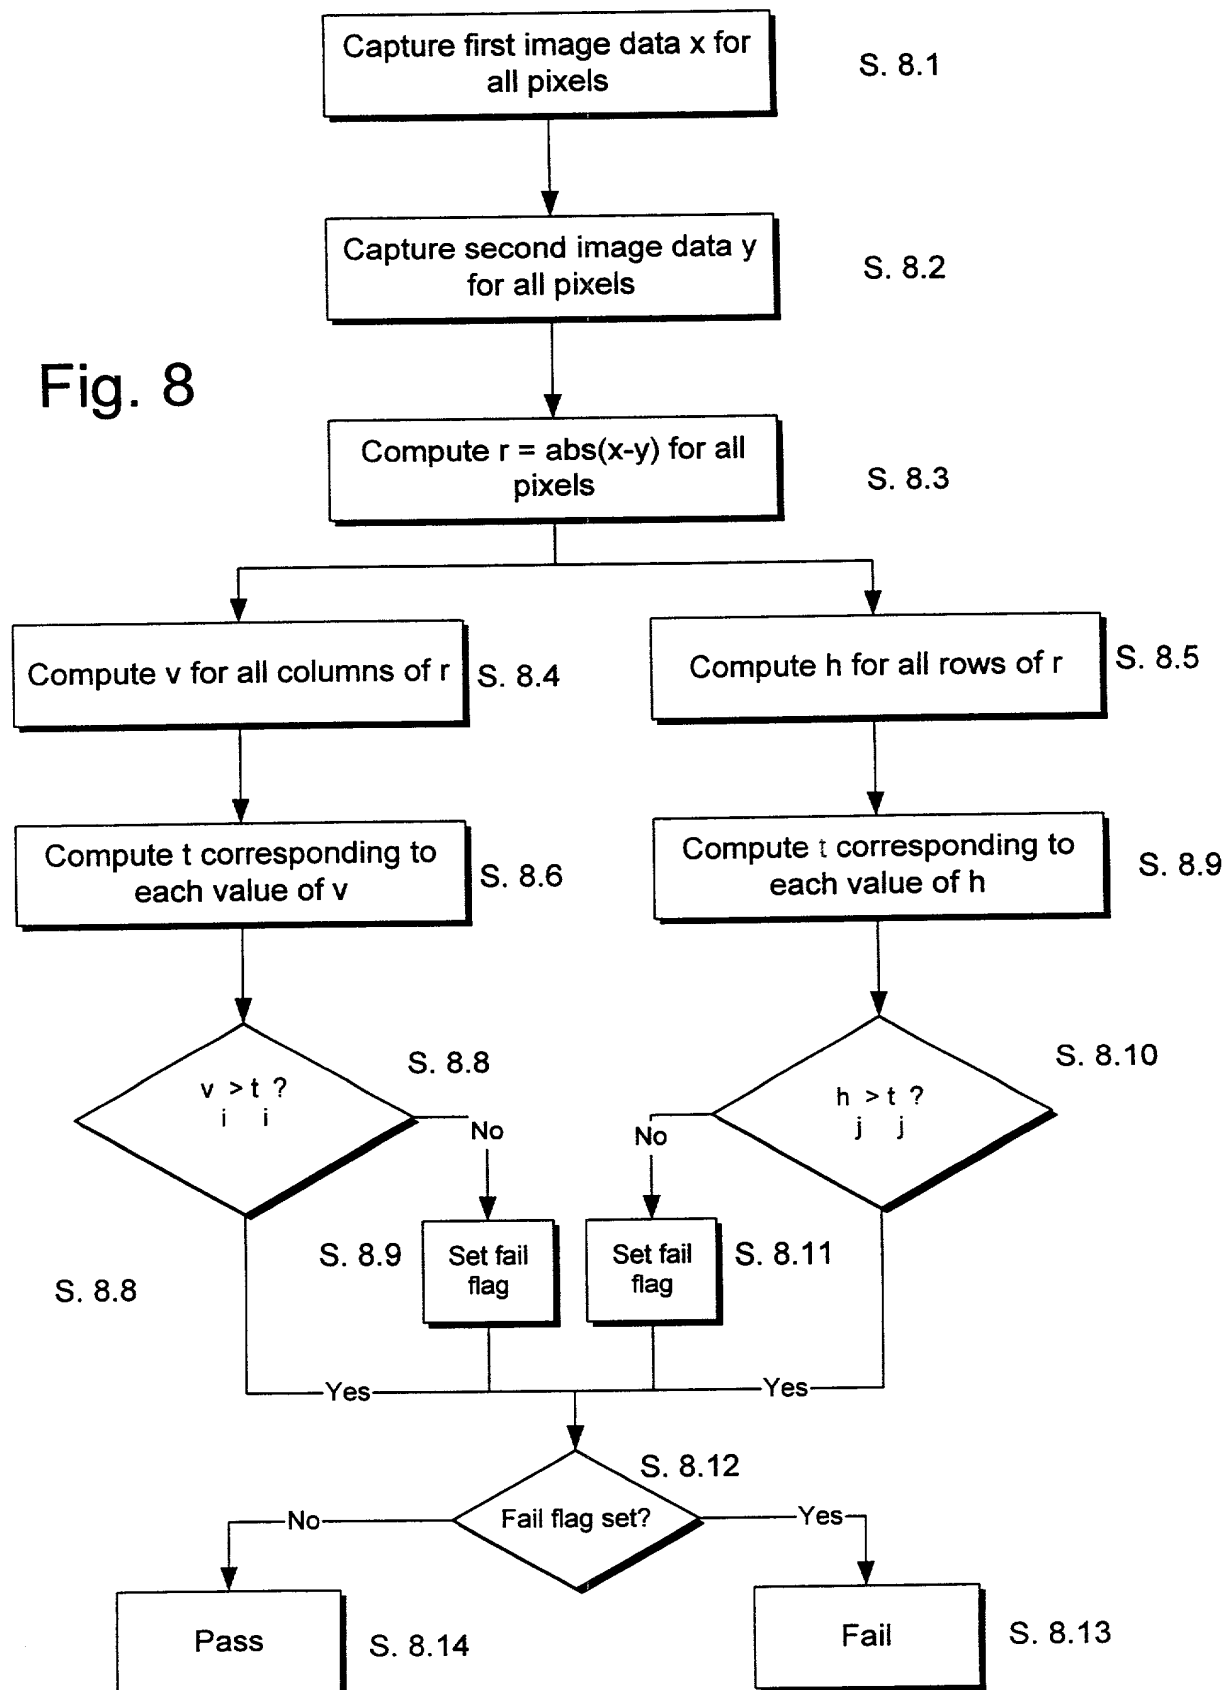 Capture first image data x for
all pixels
S. 8.1
Capture second image data y
for all pixels
S. 8.2
Fig. 8
Compute r = abs(x-y) for all
pixels
S. 8.3
Compute v for all columns of r
S. 8.4
Compute h for all rows of r
S. 8.5
Compute t corresponding to
each value of v
S. 8.6
Compute t corresponding to
each value of h
S. 8.9
v > t ?
i i
S. 8.8
h > t ?
j j
S. 8.10
No
No
S. 8.9
Set fail
flag
Set fail
flag
S. 8.11
S. 8.8
Yes
Yes
S. 8.12
Fail flag set?
No
Yes
Pass
S. 8.14
Fail
S. 8.13